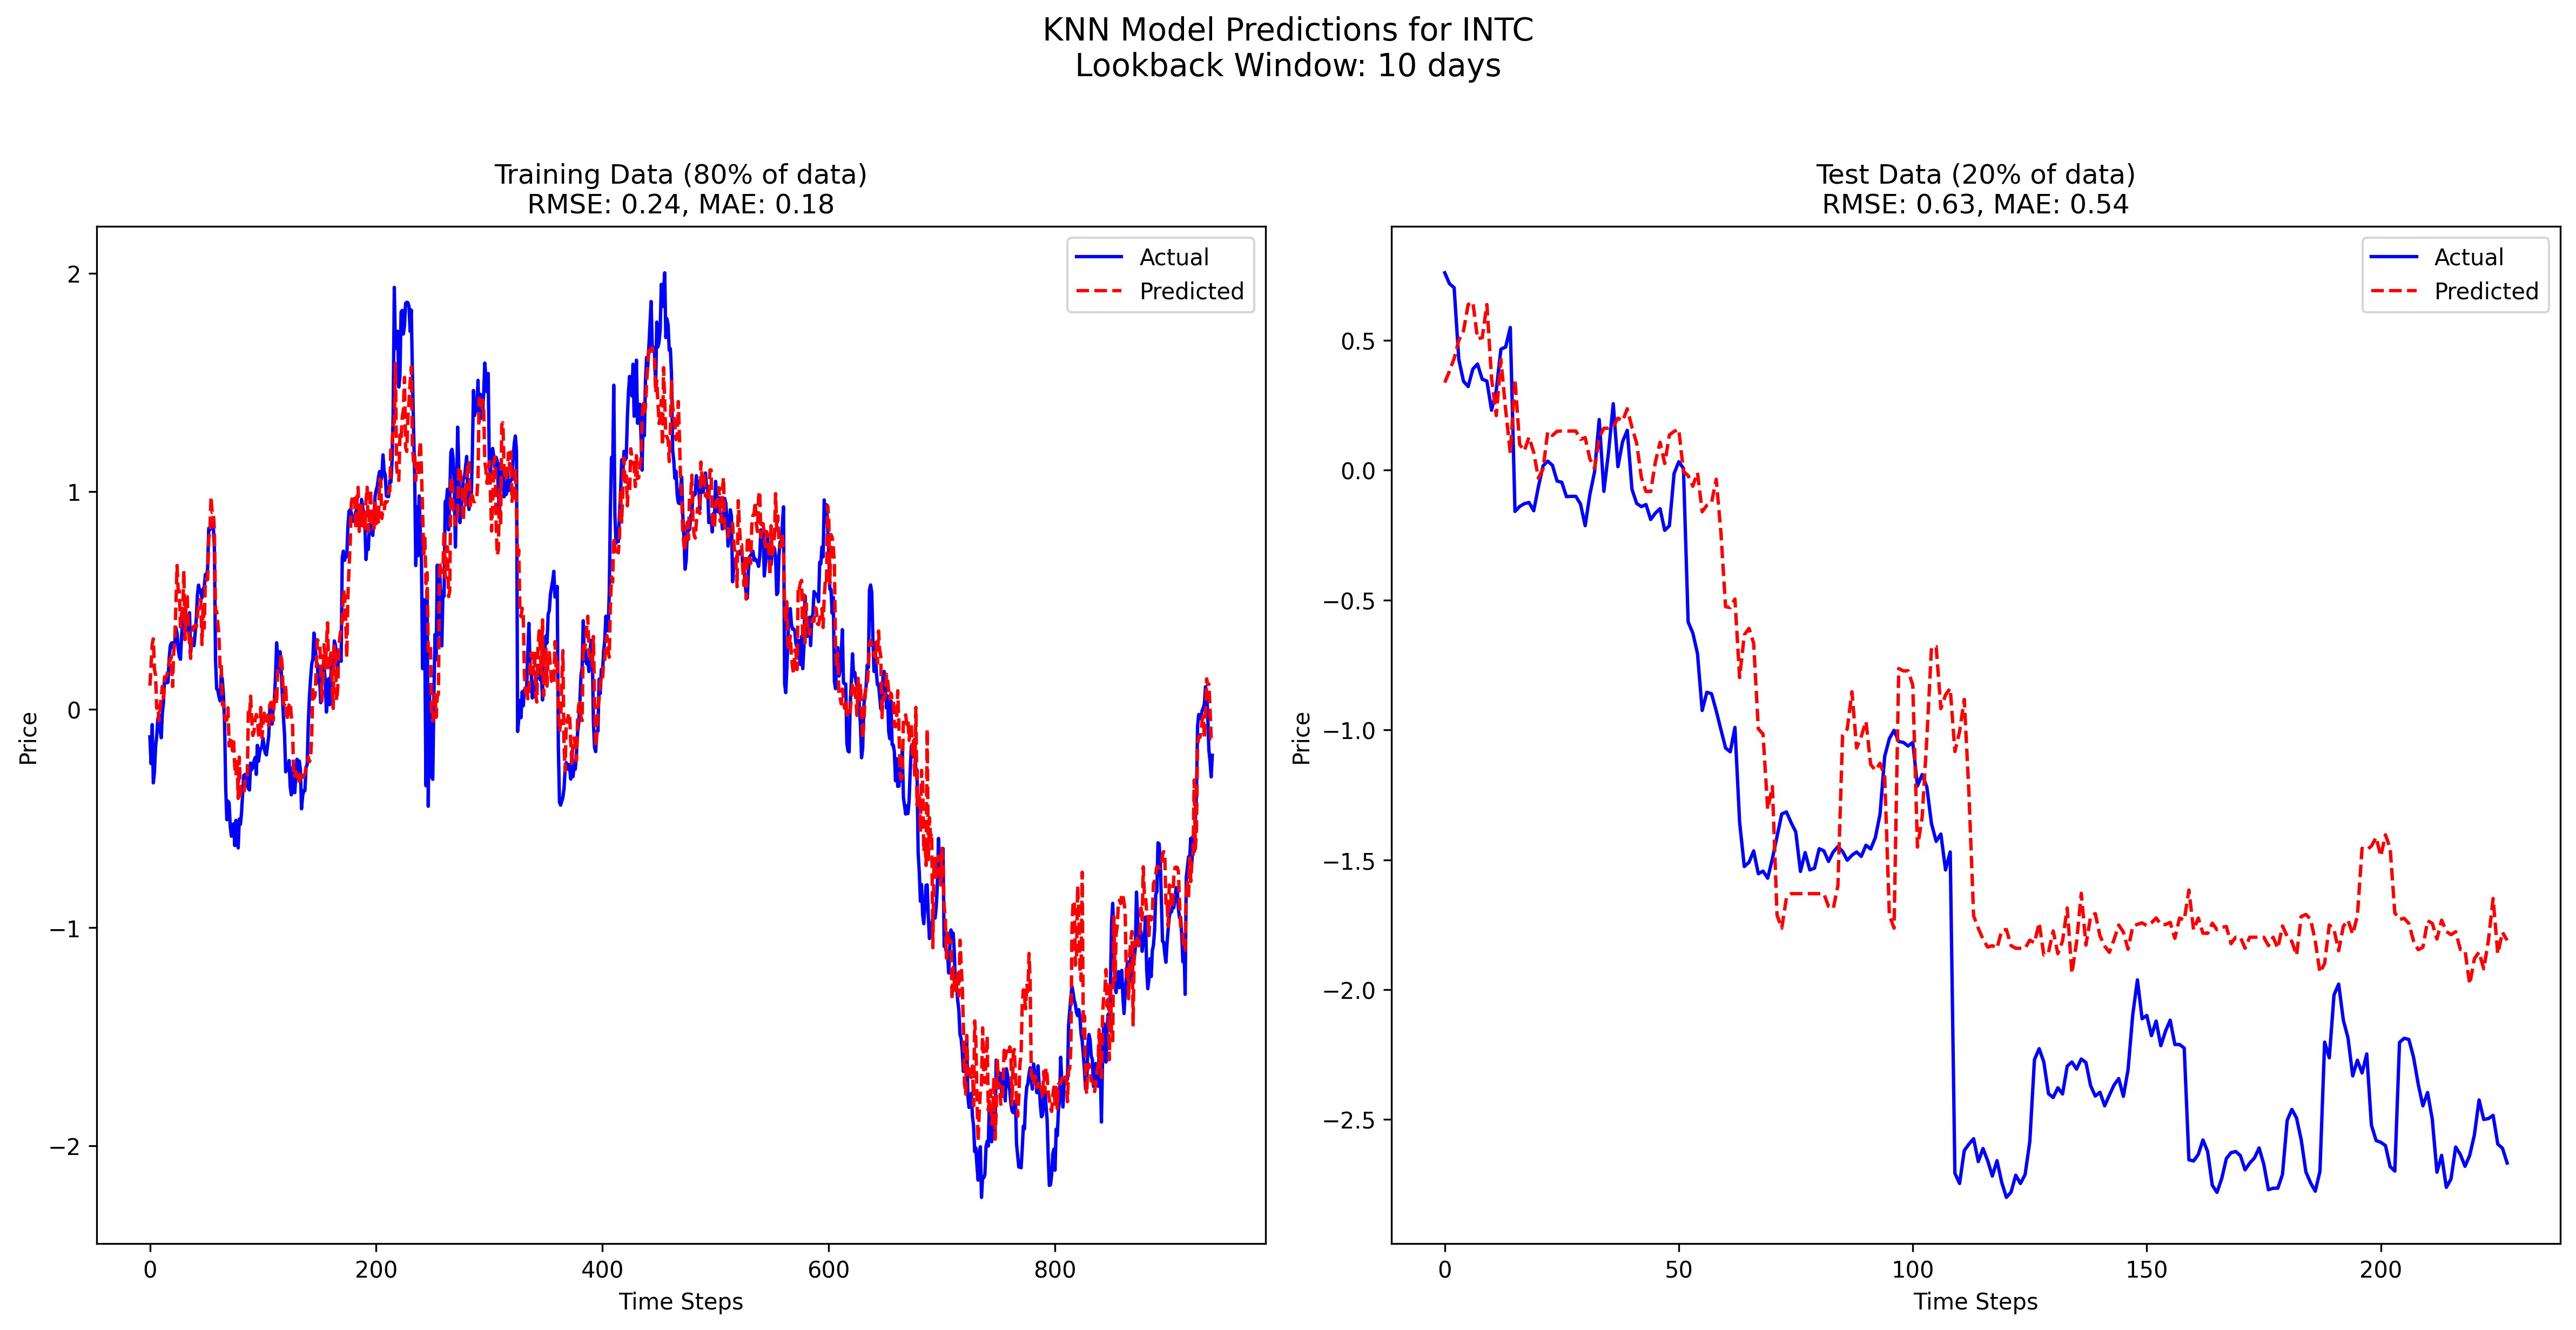 KNN Model Predictions for INTC
Lookback Window: 10 days
Training Data (80% of data)
RMSE: 0.24, MAE: 0.18
Actual
Predicted
2
1
0
−1
−2
Price
0
200
400
600
800
Time Steps
Test Data (20% of data)
RMSE: 0.63, MAE: 0.54
Actual
Predicted
0.5
0.0
−0.5
−1.0
−1.5
−2.0
−2.5
Price
0
50
100
150
200
Time Steps